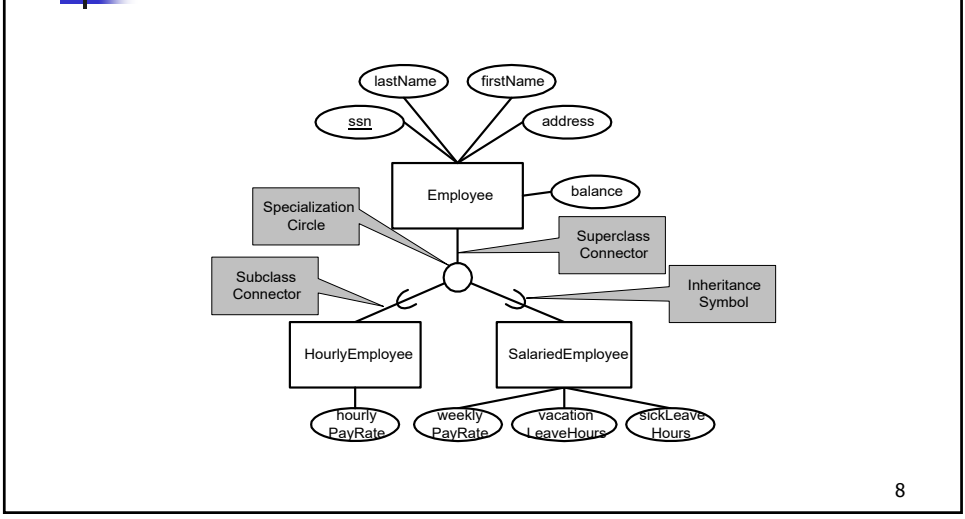 lastName
firstName
ssn
address
Employee
balance
Specialization
Circle
Superclass
Connector
Subclass
Connector
Inheritance
Symbol
HourlyEmployee
SalariedEmployee
hourly
PayRate
weekly
PayRate
vacation
LeaveHours
sickLeave
Hours
8